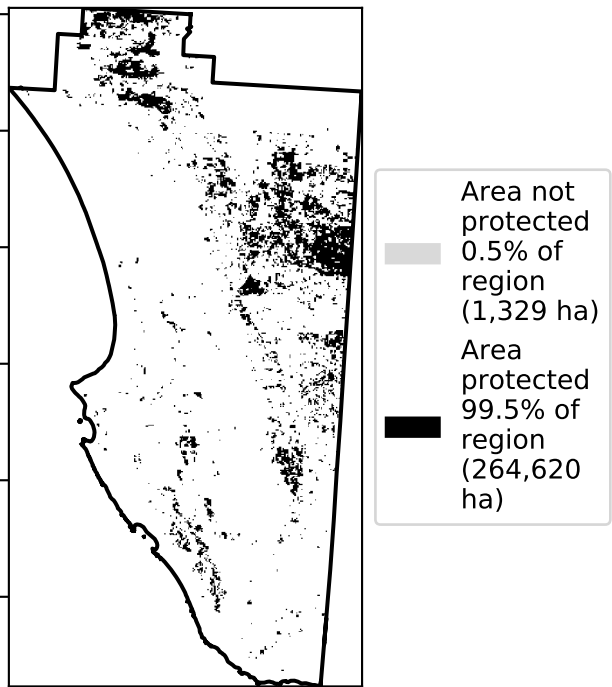 Area not
protected
0.5% of
region
(1,329 ha)
Area
protected
99.5% of
region
(264,620
ha)